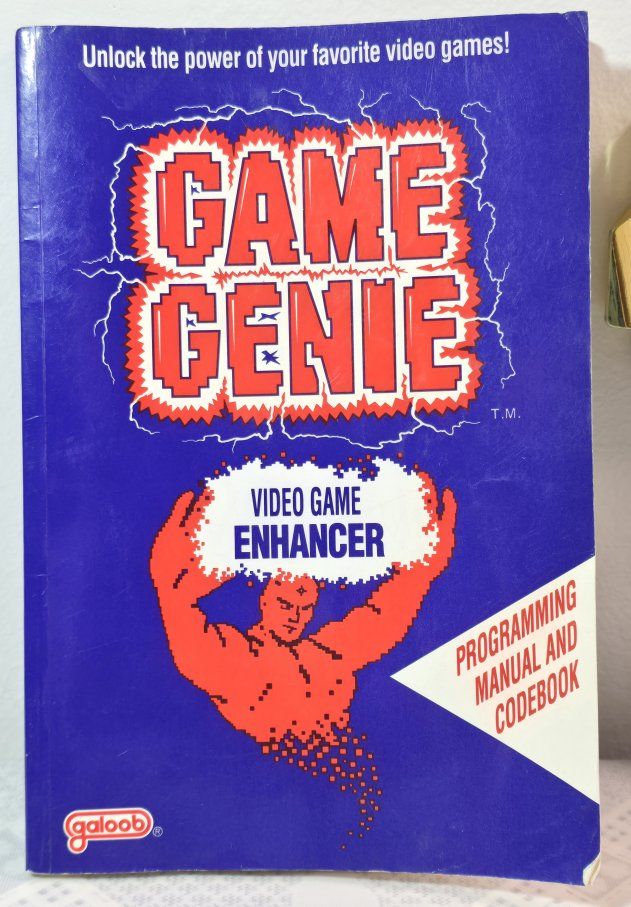 Unlock the power of your favorite video games!
GAME
GENIE
T.M.
VIDEO GAME
ENHANCER
PROGRAMMING
MANUAL AND
CODEBOOK
galoob®